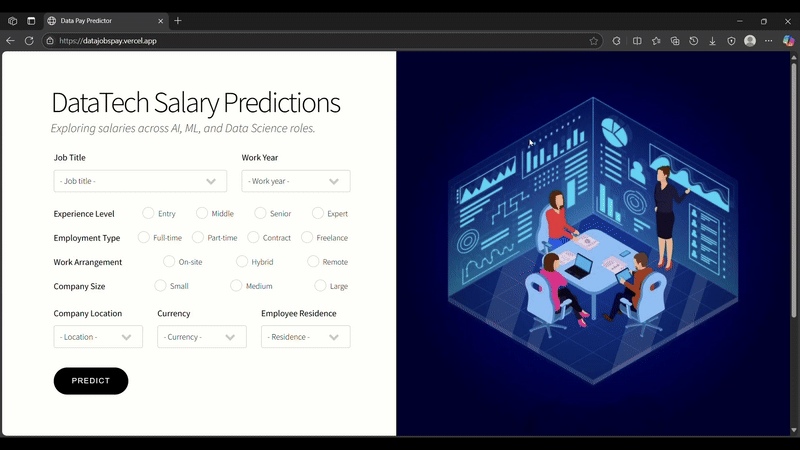 Data Pay Predictor
https://datajobspay.vercel.app
DataTech Salary Predictions
Exploring salaries across AI, ML, and Data Science roles.
Job Title Work Year
- Job title - - Work year -
Experience Level Entry Middle Senior Expert
Employment Type Full-time Part-time Contract Freelance
Work Arrangement On-site Hybrid Remote
Company Size Small Medium Large
Company Location Currency Employee Residence
- Location - - Currency - - Residence -
PREDICT